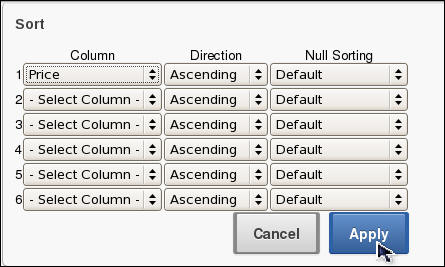 Sort
Column Direction Null Sorting
1 Price Ascending Default
2 - Select Column - Ascending Default
3 - Select Column - Ascending Default
4 - Select Column - Ascending Default
5 - Select Column - Ascending Default
6 - Select Column - Ascending Default
Cancel Apply